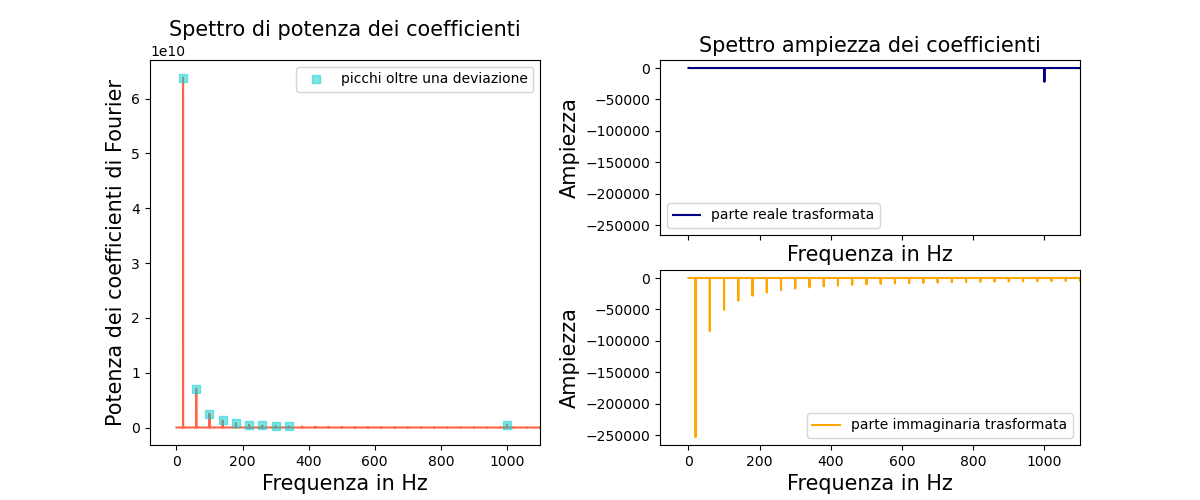 Spettro di potenza dei coefficienti
1e10
picchi oltre una deviazione
Potenza dei coefficienti di Fourier
6
5
4
3
2
1
0
0 200 400 600 800 1000
Frequenza in Hz
Spettro ampiezza dei coefficienti
Ampiezza
0
−50000
−100000
−150000
−200000
−250000
parte reale trasformata
Frequenza in Hz
Ampiezza
0
−50000
−100000
−150000
−200000
−250000
parte immaginaria trasformata
0 200 400 600 800 1000
Frequenza in Hz